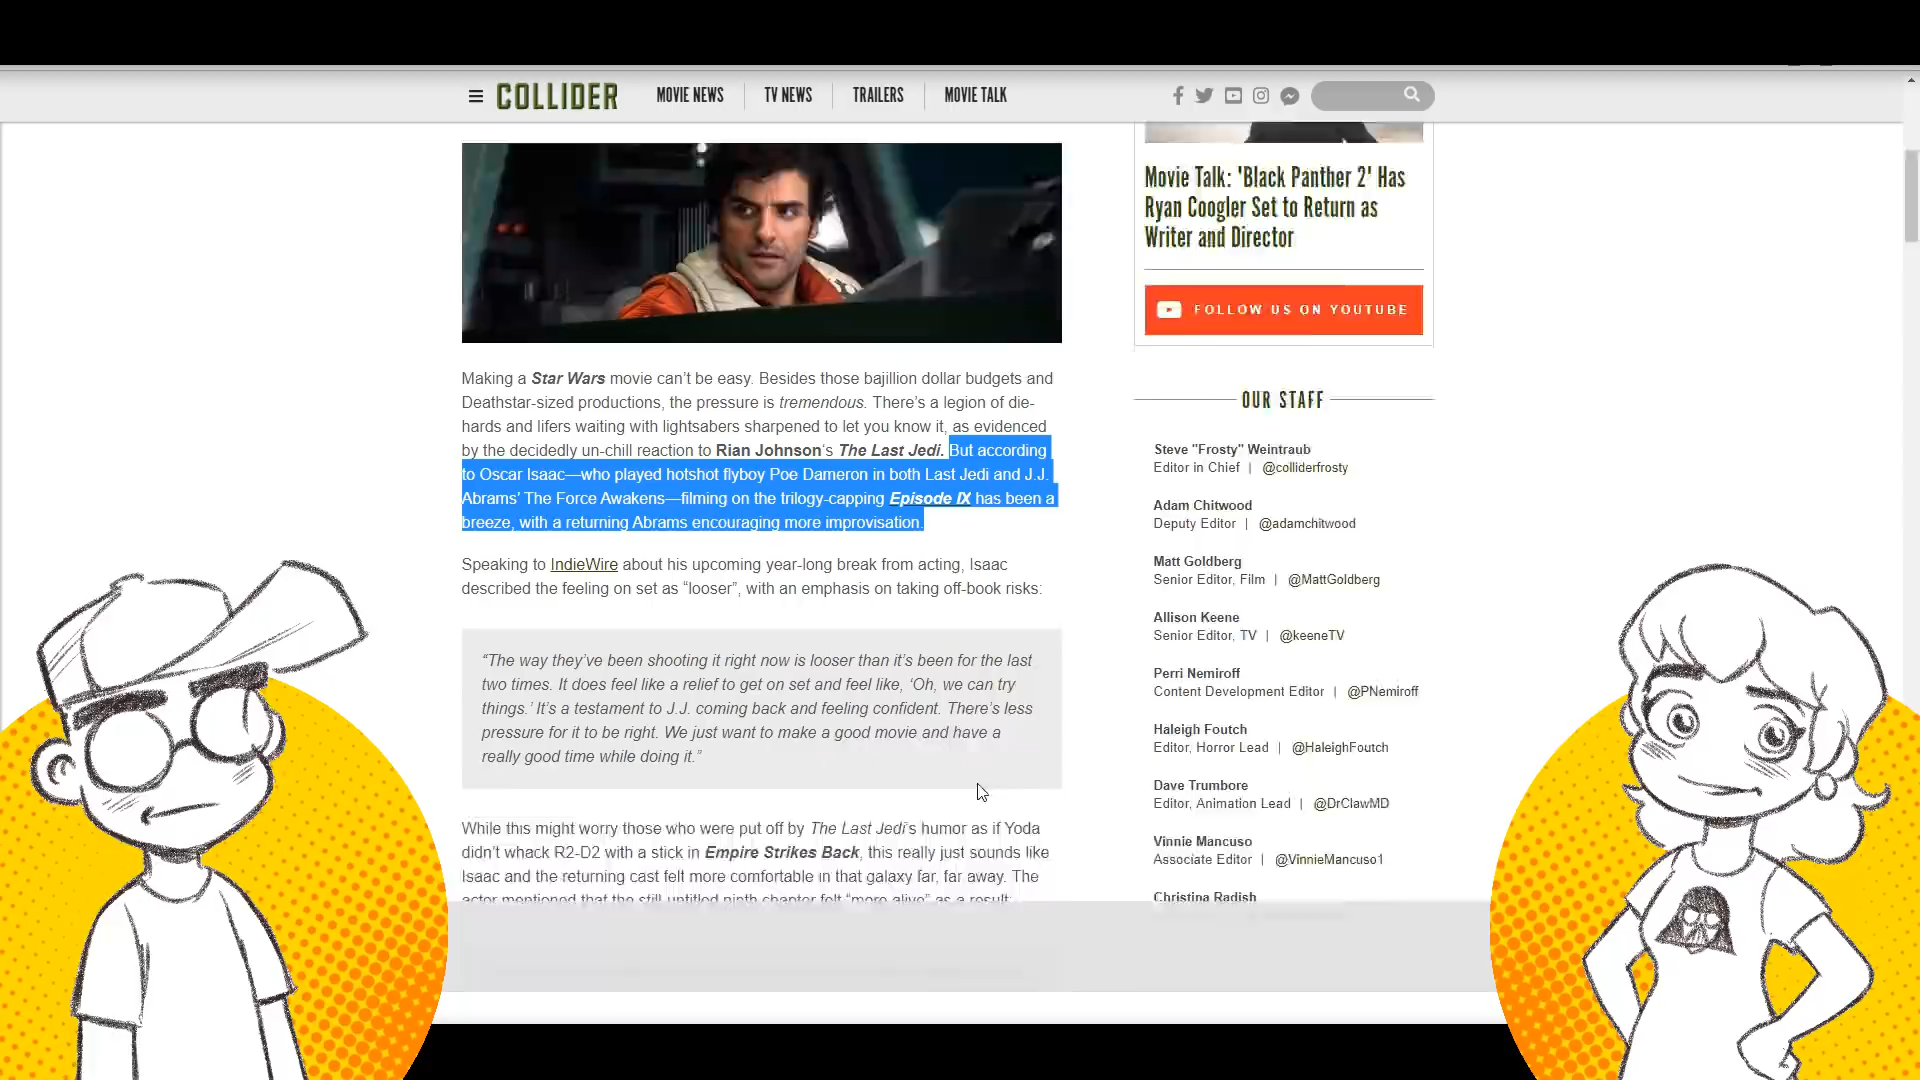 COLLIDER
MOVIE NEWS
TV NEWS
TRAILERS
MOVIE TALK
Making a Star Wars movie can’t be easy. Besides those bajillion dollar budgets and
Deathstar-sized productions, the pressure is tremendous. There’s a legion of die-
hards and lifers waiting with lightsabers sharpened to let you know it, as evidenced
by the decidedly un-chill reaction to Rian Johnson‘s The Last Jedi. But according
to Oscar Isaac—who played hotshot flyboy Poe Dameron in both Last Jedi and J.J.
Abrams’ The Force Awakens—filming on the trilogy-capping Episode IX has been a
breeze, with a returning Abrams encouraging more improvisation.
Speaking to IndieWire about his upcoming year-long break from acting, Isaac
described the feeling on set as “looser”, with an emphasis on taking off-book risks:
“The way they’ve been shooting it right now is looser than it’s been for the last
two times. It does feel like a relief to get on set and feel like, ‘Oh, we can try
things.’ It’s a testament to J.J. coming back and feeling confident. There’s less
pressure for it to be right. We just want to make a good movie and have a
really good time while doing it.”
While this might worry those who were put off by The Last Jedi’s humor as if Yoda
didn’t whack R2-D2 with a stick in Empire Strikes Back, this really just sounds like
Isaac and the returning cast felt more comfortable in that galaxy far, far away. The
actor mentioned that the still untitled ninth chapter felt “more alive” as a result:
Movie Talk: 'Black Panther 2' Has
Ryan Coogler Set to Return as
Writer and Director
FOLLOW US ON YOUTUBE
OUR STAFF
Steve "Frosty" Weintraub
Editor in Chief | @colliderfrosty
Adam Chitwood
Deputy Editor | @adamchitwood
Matt Goldberg
Senior Editor, Film | @MattGoldberg
Allison Keene
Senior Editor, TV | @keeneTV
Perri Nemiroff
Content Development Editor | @PNemiroff
Haleigh Foutch
Editor, Horror Lead | @HaleighFoutch
Dave Trumbore
Editor, Animation Lead | @DrClawMD
Vinnie Mancuso
Associate Editor | @VinnieMancuso1
Christina Radish